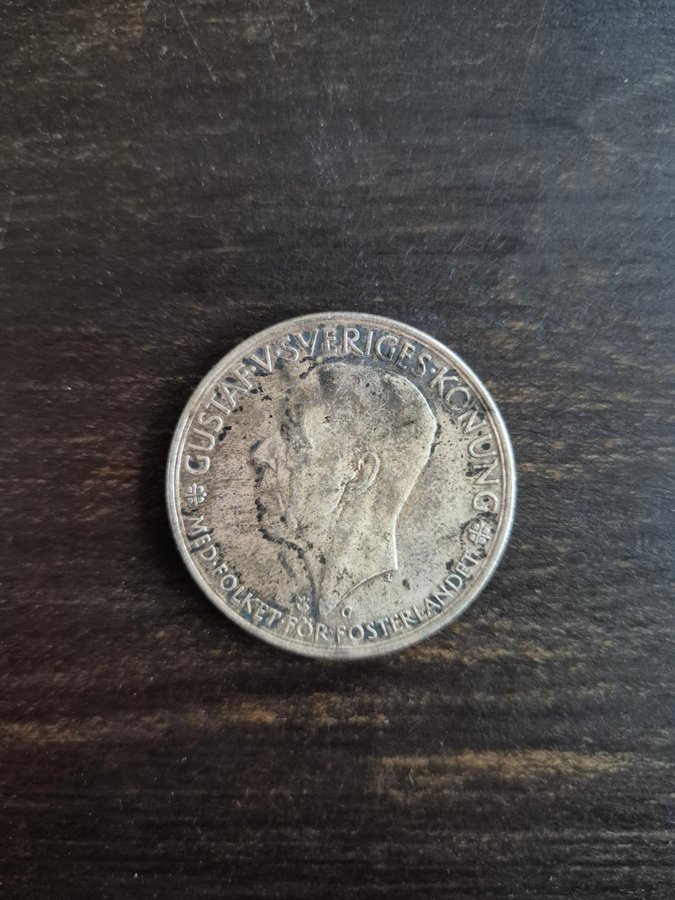 GUSTAF·V·SVERIGES·KONUNG
MED·FOLKET·FÖR·FOSTERLANDET
G